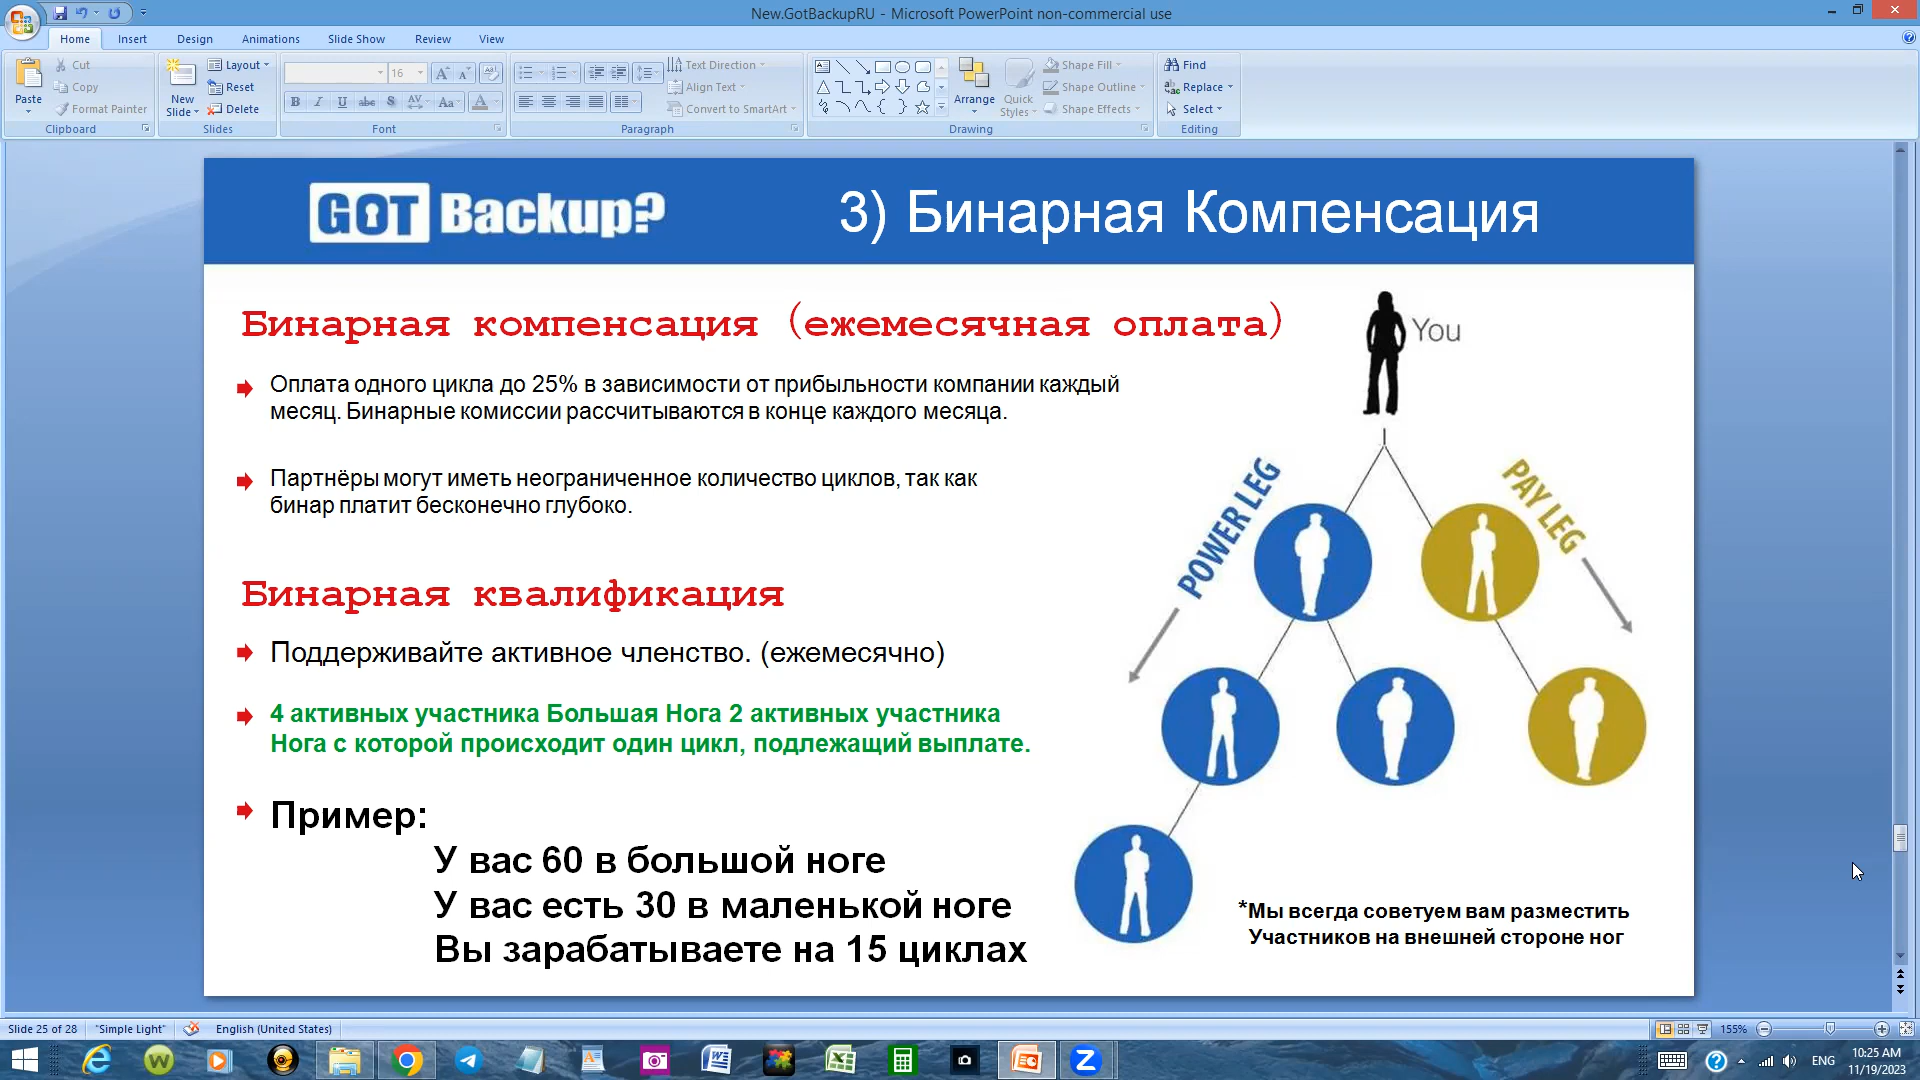 New.GotBackupRU - Microsoft PowerPoint non-commercial use
Home Insert Design Animations Slide Show Review View
Paste
Cut
Copy
Format Painter
Clipboard
New Slide
Layout
Reset
Delete
Slides
16
Font
Text Direction
Align Text
Convert to SmartArt
Paragraph
Arrange
Quick Styles
Shape Fill
Shape Outline
Shape Effects
Drawing
Find
Replace
Select
Editing
GOT Backup?
3) Бинарная Компенсация
Бинарная компенсация (ежемесячная оплата)
Оплата одного цикла до 25% в зависимости от прибыльности компании каждый
месяц. Бинарные комиссии рассчитываются в конце каждого месяца.
Партнёры могут иметь неограниченное количество циклов, так как
бинар платит бесконечно глубоко.
Бинарная квалификация
Поддерживайте активное членство. (ежемесячно)
4 активных участника Большая Нога 2 активных участника
Нога с которой происходит один цикл, подлежащий выплате.
Пример:
У вас 60 в большой ноге
У вас есть 30 в маленькой ноге
Вы зарабатываете на 15 циклах
You
POWER LEG
PAY LEG
*Мы всегда советуем вам разместить
Участников на внешней стороне ног
Slide 25 of 28 "Simple Light" English (United States) 155%
ENG 10:25 AM
11/19/2023